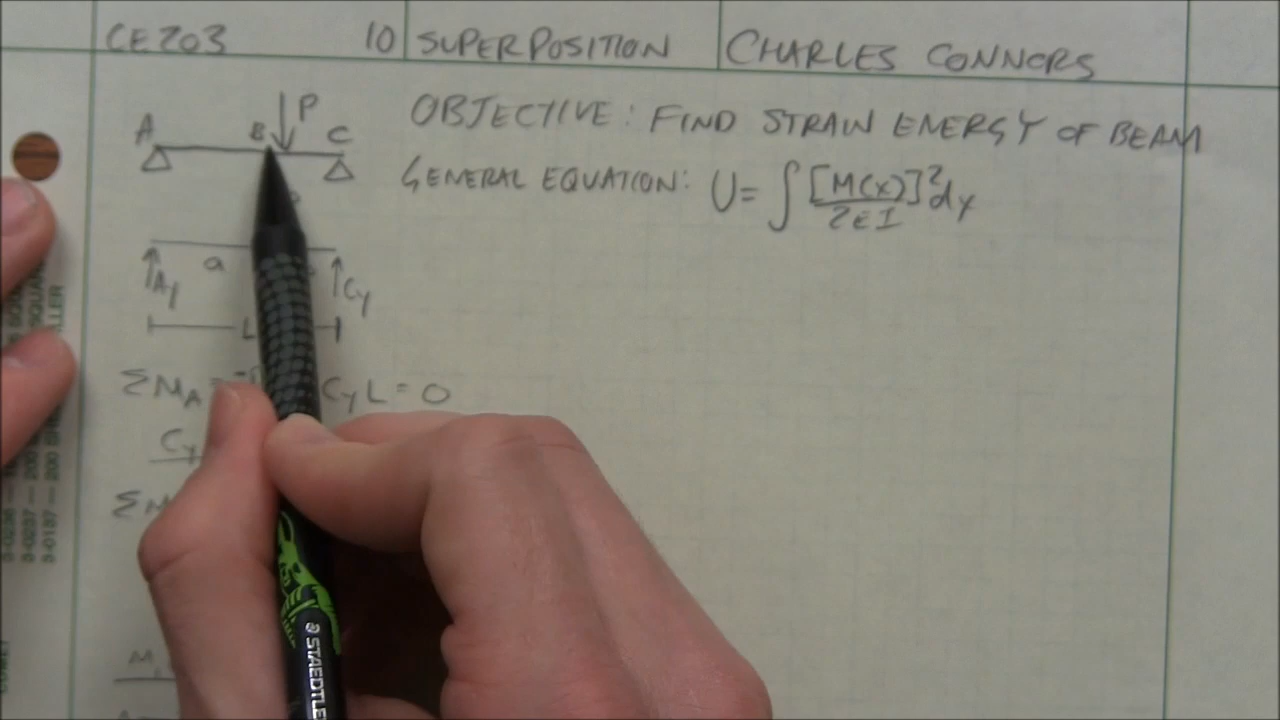 CE203 10 SUPERPOSITION CHARLES CONNORS
OBJECTIVE: FIND STRAIN ENERGY OF BEAM
GENERAL EQUATION: U = ∫ [M(x)]²/2EI dx
A B P C
a
Ay Cy
L
ΣMA = CyL = 0
Cy
ΣM
M
STAEDTLER